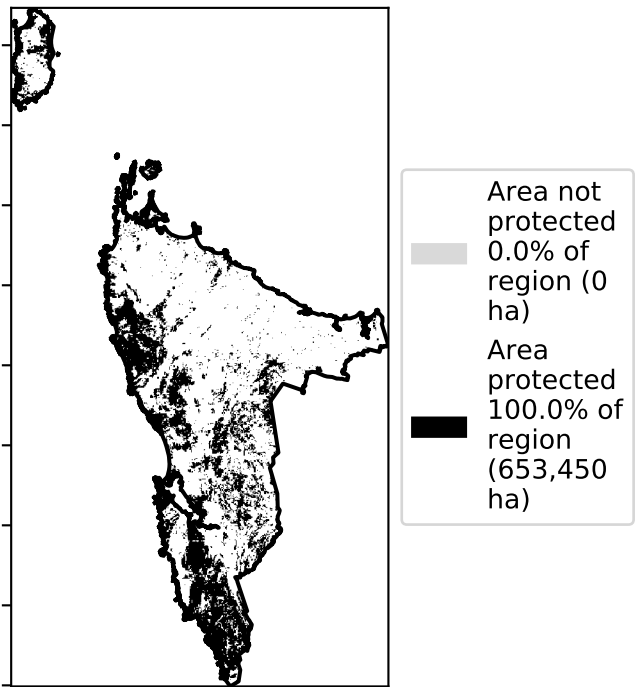 Area not
protected
0.0% of
region (0
ha)
Area
protected
100.0% of
region
(653,450
ha)